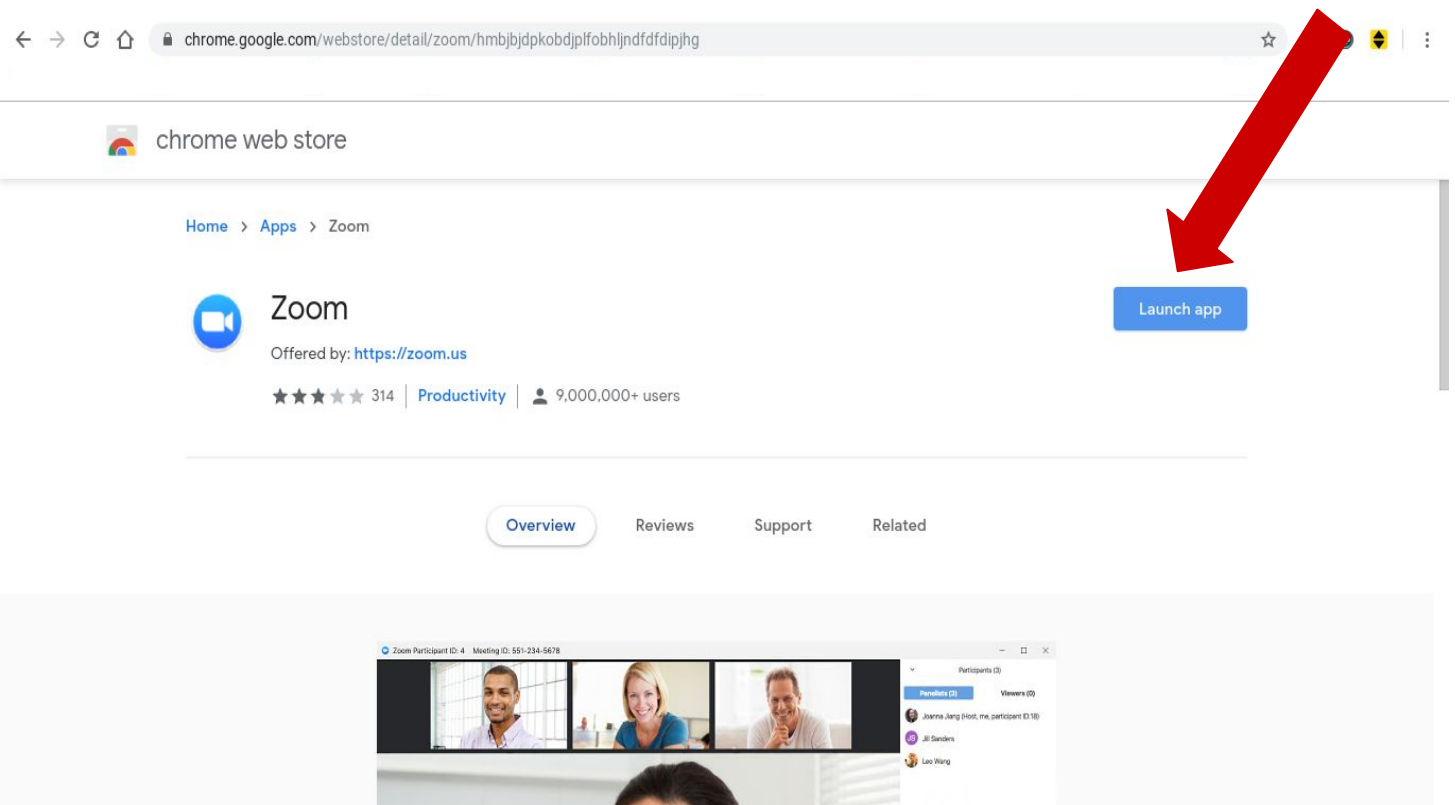 chrome.google.com/webstore/detail/zoom/hmbjbjdpkobdjplfobhljndfdfdipjhg
chrome web store
Home > Apps > Zoom
Zoom
Launch app
Offered by: https://zoom.us
314 | Productivity | 9,000,000+ users
Overview Reviews Support Related
Zoom Participant ID: 4 Meeting ID: 551-234-5678
Participants (3)
Panelists (3) Viewers (0)
Joanna Jiang (Host, me, participant ID:18)
JS Jill Sanders
Leo Wang